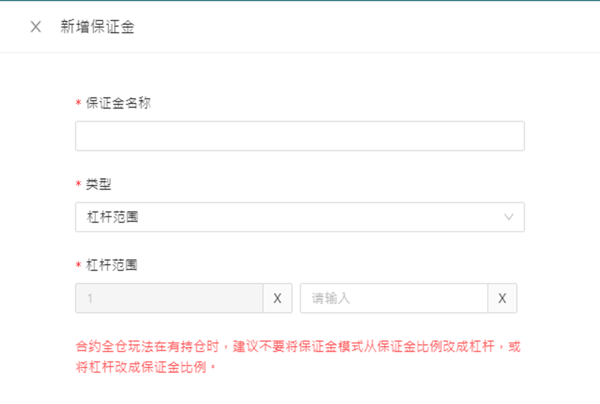 新增保证金
* 保证金名称
* 类型
杠杆范围
* 杠杆范围
1 X 请输入 X
合约全仓玩法在有持仓时，建议不要将保证金模式从保证金比例改成杠杆，或
将杠杆改成保证金比例。